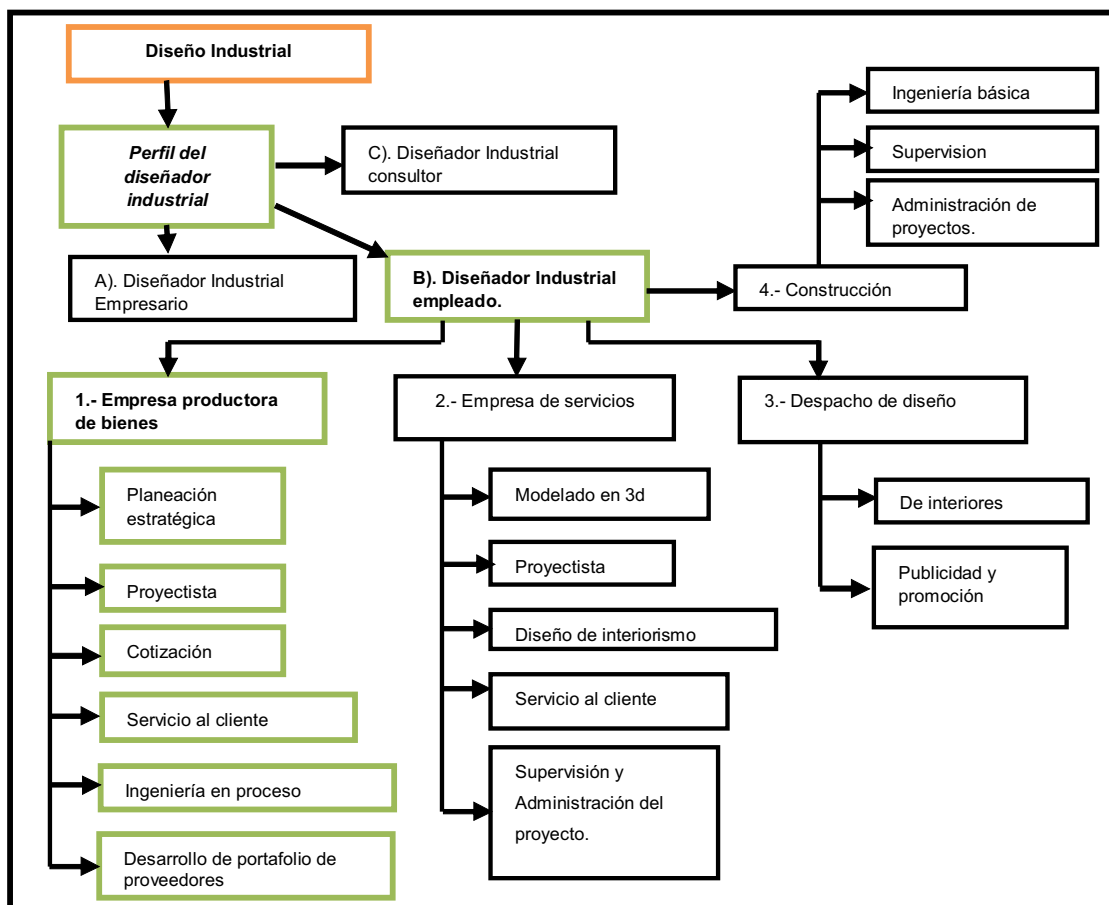 Diseño Industrial
Perfil del
diseñador
industrial
C). Diseñador Industrial
consultor
A). Diseñador Industrial
Empresario
B). Diseñador Industrial
empleado.
4.- Construcción
Ingeniería básica
Supervision
Administración de
proyectos.
1.- Empresa productora
de bienes
Planeación
estratégica
Proyectista
Cotización
Servicio al cliente
Ingeniería en proceso
Desarrollo de portafolio de
proveedores
2.- Empresa de servicios
Modelado en 3d
Proyectista
Diseño de interiorismo
Servicio al cliente
Supervisión y
Administración del
proyecto.
3.- Despacho de diseño
De interiores
Publicidad y
promoción